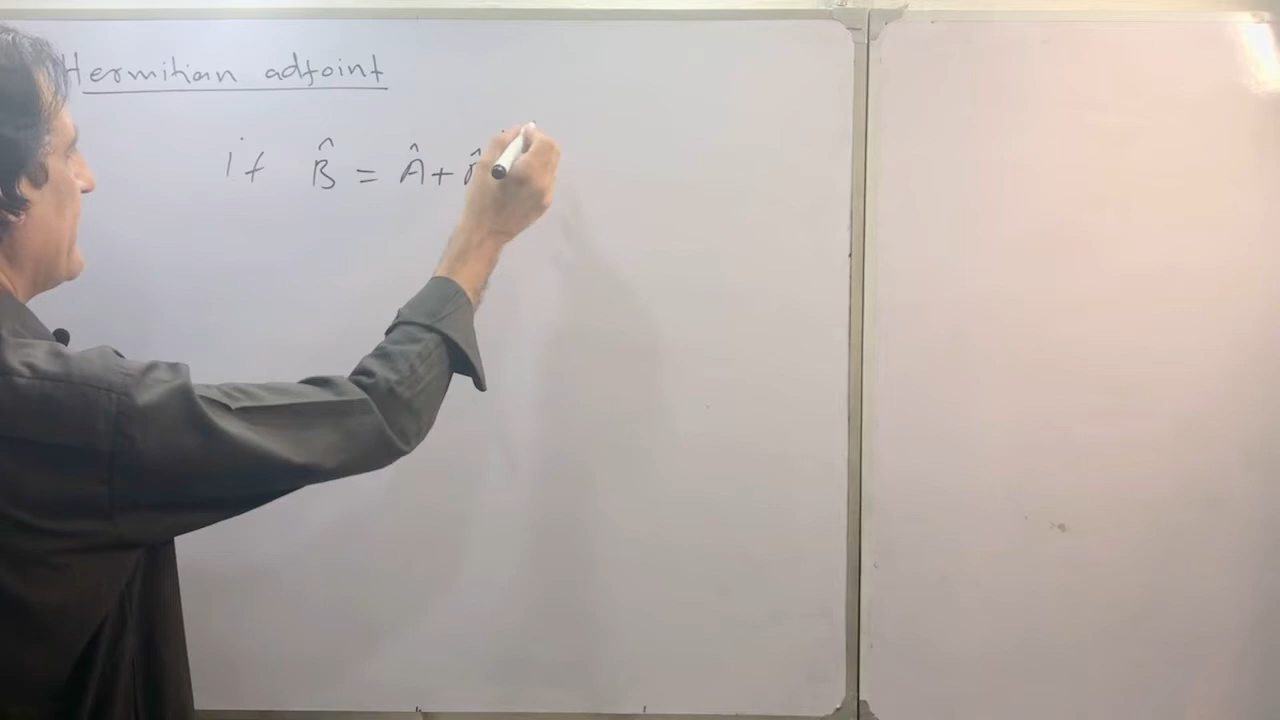 Hermitian adjoint
if B̂ = Â +